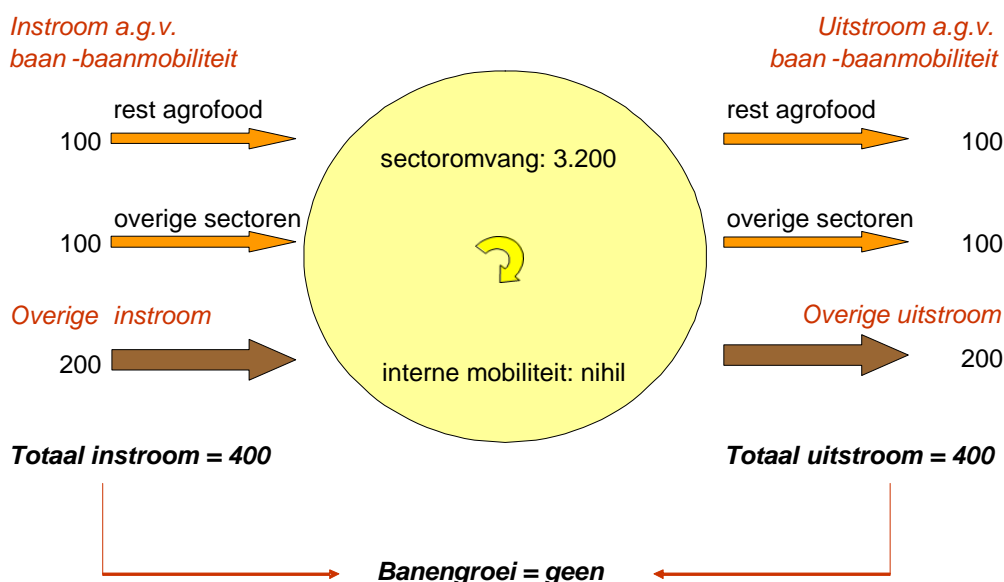 Instroom a.g.v.
baan -baanmobiliteit
rest agrofood
100
overige sectoren
100
Overige instroom
200
Totaal instroom = 400
sectoromvang: 3.200
interne mobiliteit: nihil
Uitstroom a.g.v.
baan -baanmobiliteit
rest agrofood
100
overige sectoren
100
Overige uitstroom
200
Totaal uitstroom = 400
Banengroei = geen